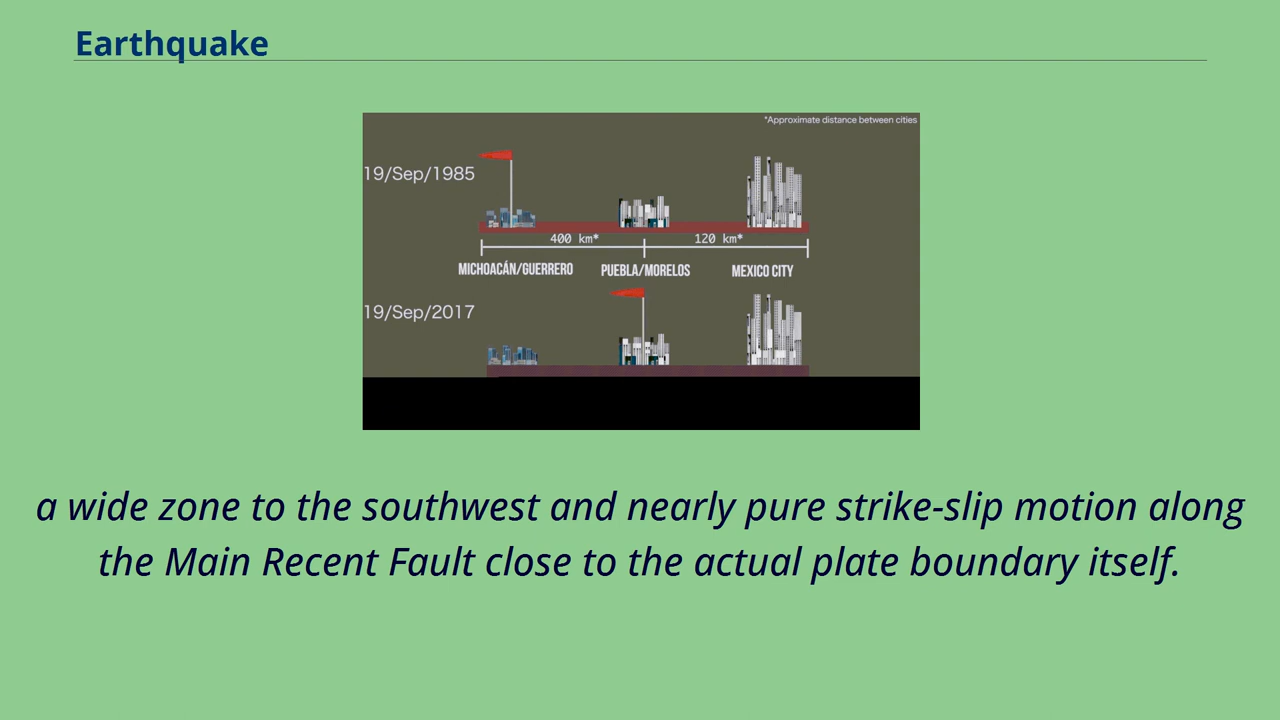 Earthquake
*Approximate distance between cities
19/Sep/1985
400 km*
120 km*
MICHOACÁN/GUERRERO
PUEBLA/MORELOS
MEXICO CITY
19/Sep/2017
a wide zone to the southwest and nearly pure strike-slip motion along
the Main Recent Fault close to the actual plate boundary itself.